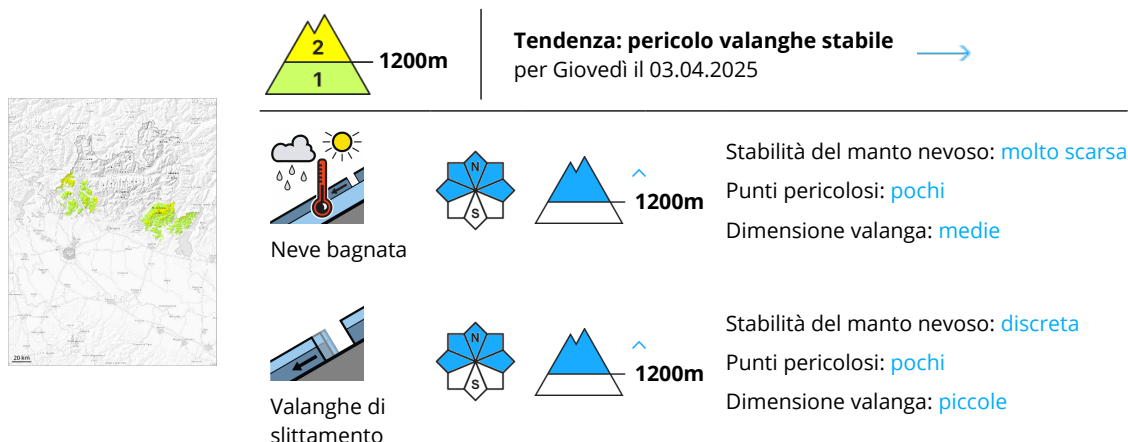 2
1
1200m
Tendenza: pericolo valanghe stabile
per Giovedì il 03.04.2025
20 km
N
S
1200m
Neve bagnata
Stabilità del manto nevoso: molto scarsa
Punti pericolosi: pochi
Dimensione valanga: medie
N
S
1200m
Valanghe di
slittamento
Stabilità del manto nevoso: discreta
Punti pericolosi: pochi
Dimensione valanga: piccole